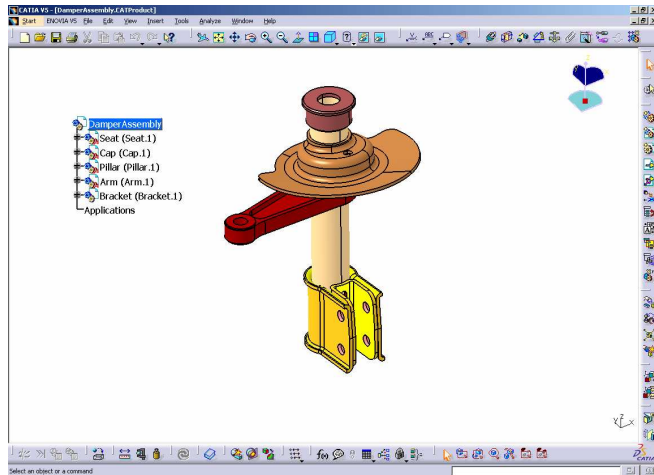 CATIA V5 - [DamperAssembly.CATProduct]
Start ENOVIA V5 File Edit View Insert Tools Analyze Window Help
DamperAssembly
Seat (Seat.1)
Cap (Cap.1)
Pillar (Pillar.1)
Arm (Arm.1)
Bracket (Bracket.1)
Applications
f(x)
CATIA
Select an object or a command